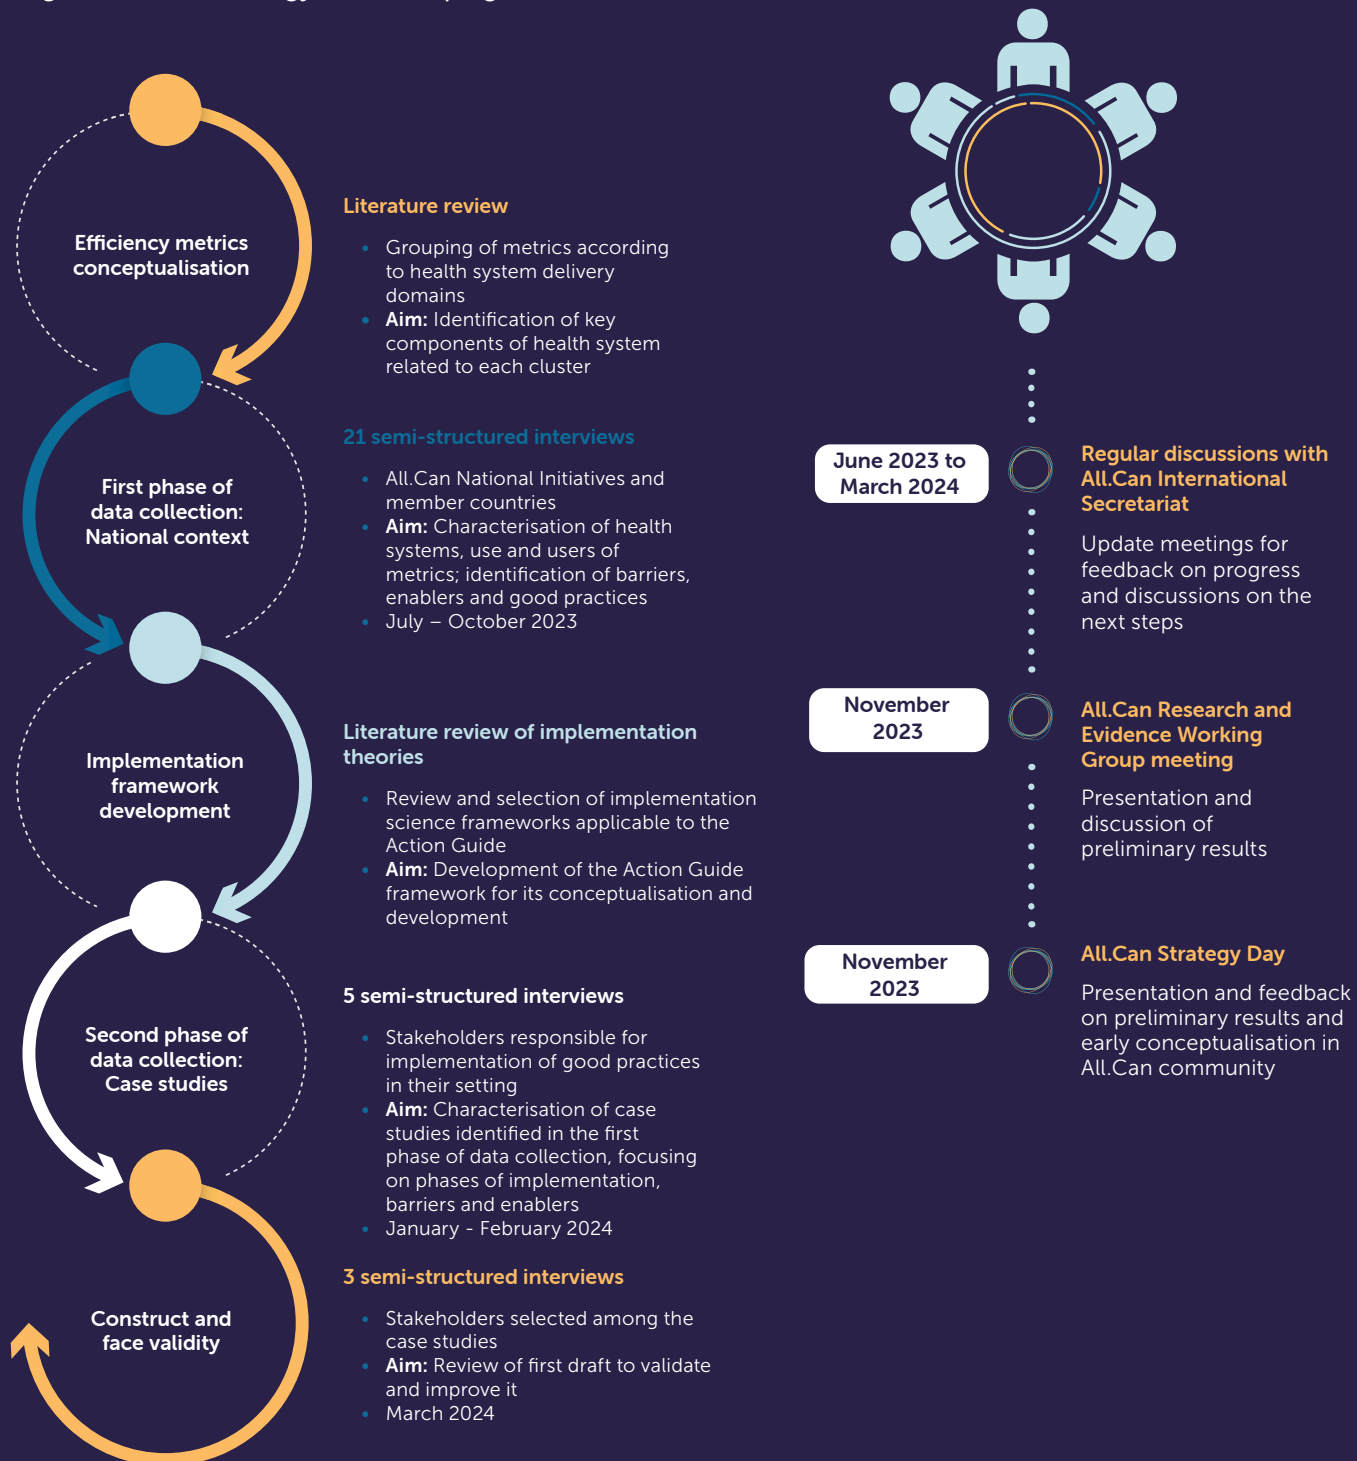 Efficiency metrics
conceptualisation
Literature review
• Grouping of metrics according
to health system delivery
domains
• Aim: Identification of key
components of health system
related to each cluster
First phase of
data collection:
National context
21 semi-structured interviews
• All.Can National Initiatives and
member countries
• Aim: Characterisation of health
systems, use and users of
metrics; identification of barriers,
enablers and good practices
• July – October 2023
Implementation
framework
development
Literature review of implementation
theories
• Review and selection of implementation
science frameworks applicable to the
Action Guide
• Aim: Development of the Action Guide
framework for its conceptualisation and
development
Second phase of
data collection:
Case studies
5 semi-structured interviews
• Stakeholders responsible for
implementation of good practices
in their setting
• Aim: Characterisation of case
studies identified in the first
phase of data collection, focusing
on phases of implementation,
barriers and enablers
• January - February 2024
Construct and
face validity
3 semi-structured interviews
• Stakeholders selected among the
case studies
• Aim: Review of first draft to validate
and improve it
• March 2024
June 2023 to
March 2024
Regular discussions with
All.Can International
Secretariat
Update meetings for
feedback on progress
and discussions on the
next steps
November
2023
All.Can Research and
Evidence Working
Group meeting
Presentation and
discussion of
preliminary results
November
2023
All.Can Strategy Day
Presentation and feedback
on preliminary results and
early conceptualisation in
All.Can community